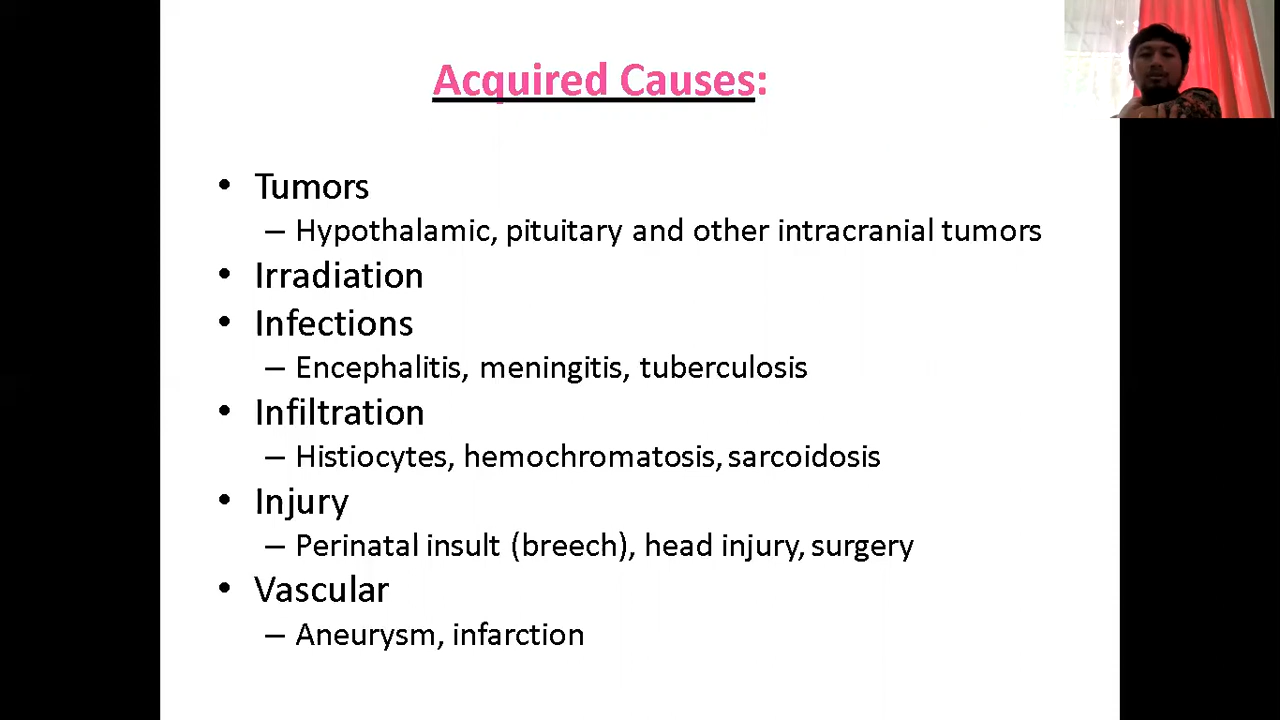 Acquired Causes:
• Tumors
– Hypothalamic, pituitary and other intracranial tumors
• Irradiation
• Infections
– Encephalitis, meningitis, tuberculosis
• Infiltration
– Histiocytes, hemochromatosis, sarcoidosis
• Injury
– Perinatal insult (breech), head injury, surgery
• Vascular
– Aneurysm, infarction